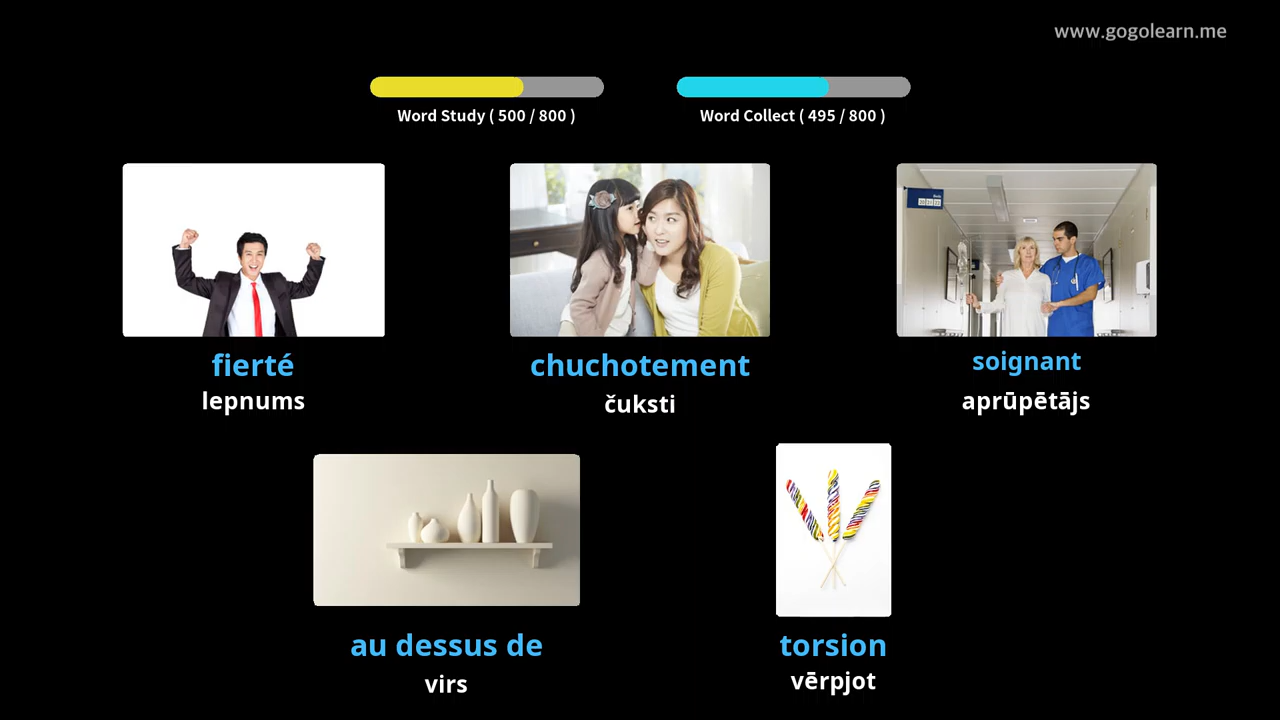 www.gogolearn.me
Word Study ( 500 / 800 )
Word Collect ( 495 / 800 )
fierté
lepnums
chuchotement
čuksti
soignant
aprūpētājs
au dessus de
virs
torsion
vērpjot